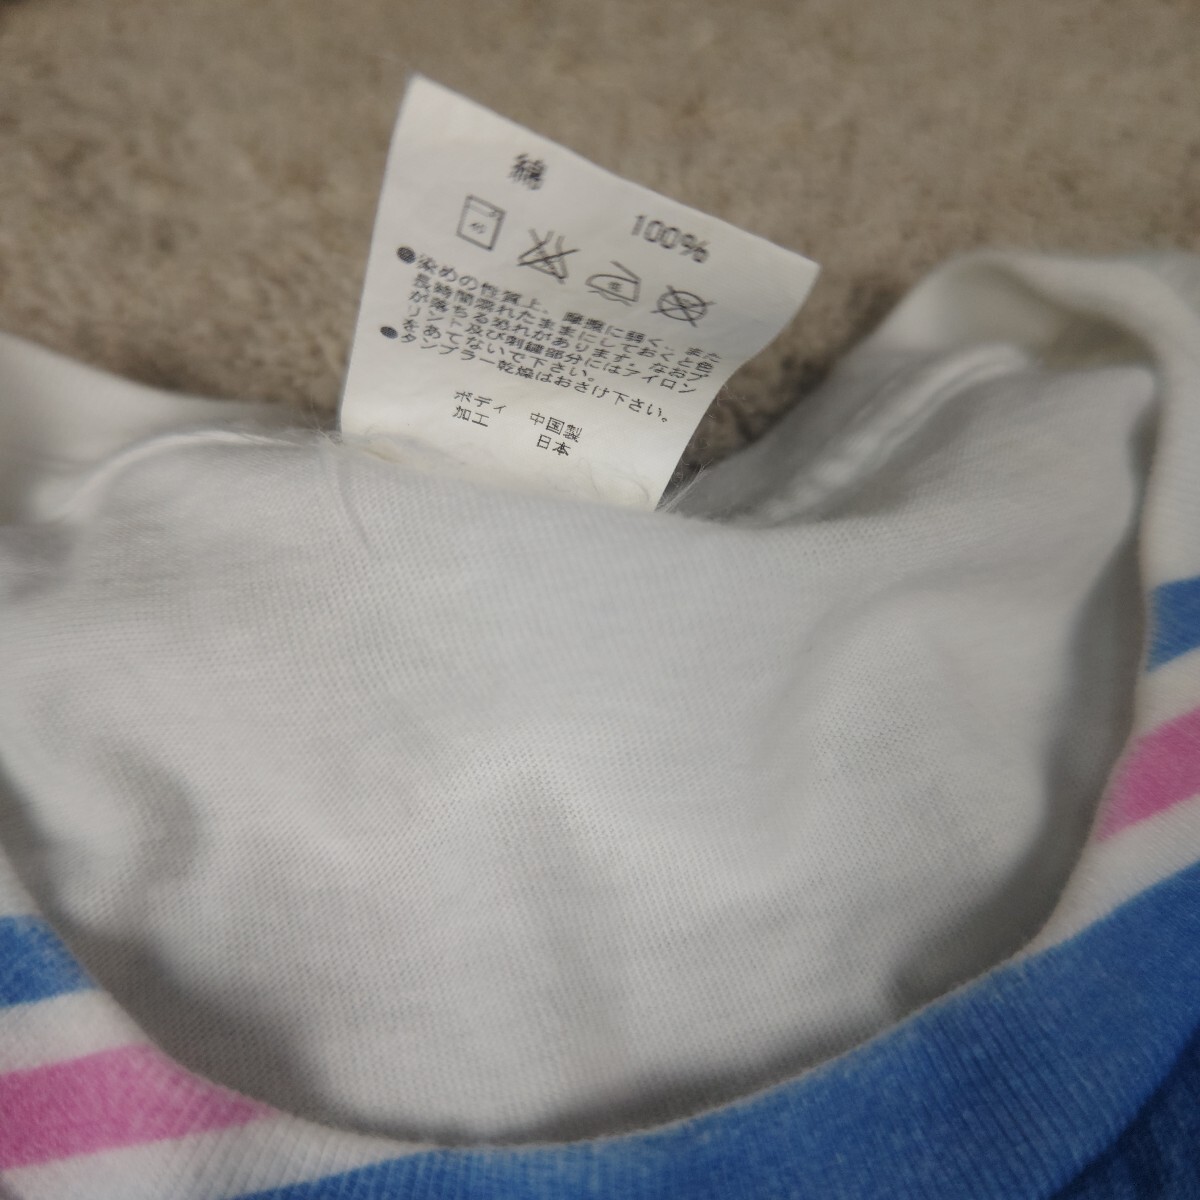 綿 100%
●染めの性質上、摩擦に弱く、また
長時間濡れたままにしておくと色
が落ちる恐れがあります。なおプ
リント及び刺繍部分にはアイロン
をあてないで下さい。
●タンブラー乾燥はおさけ下さい。
ボディ 中国製
加工 日本